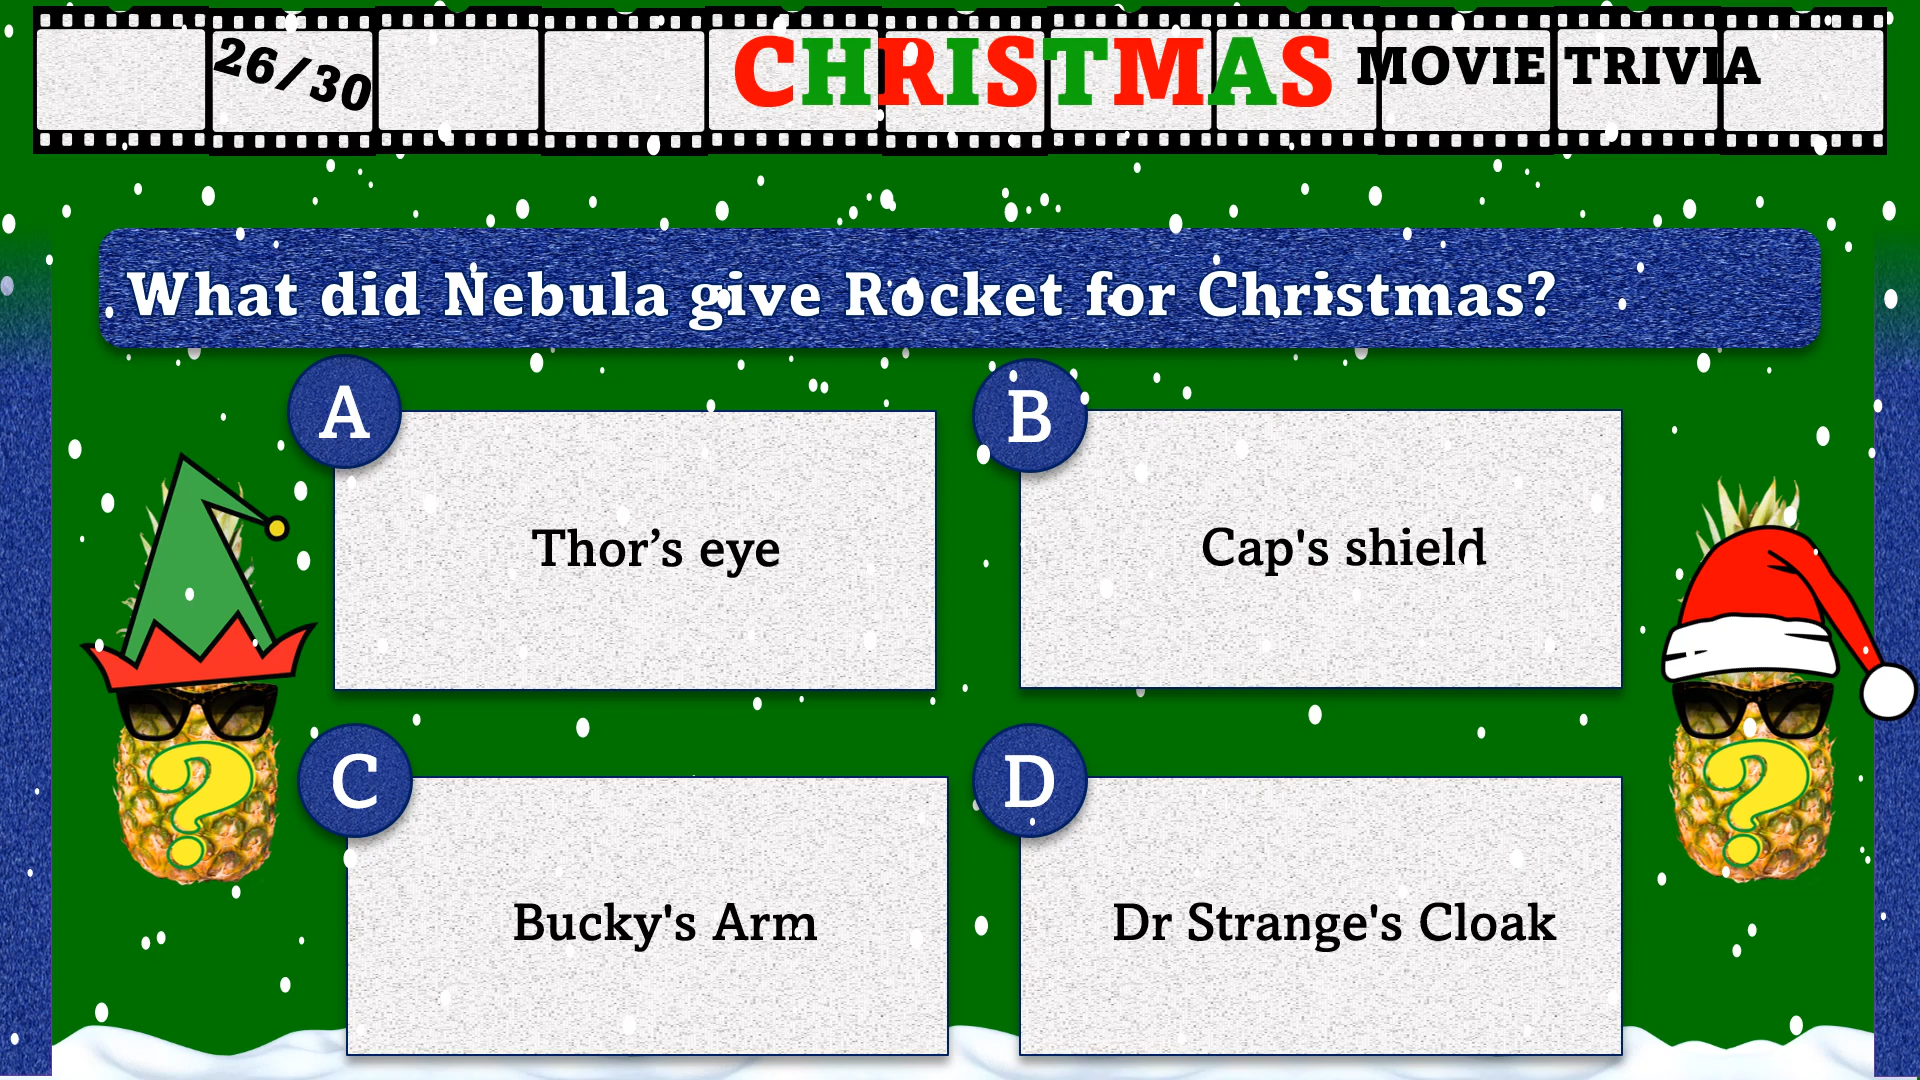 26/30
CHRISTMAS MOVIE TRIVIA
What did Nebula give Rocket for Christmas?
A
Thor’s eye
B
Cap's shield
C
Bucky's Arm
D
Dr Strange's Cloak
?
?